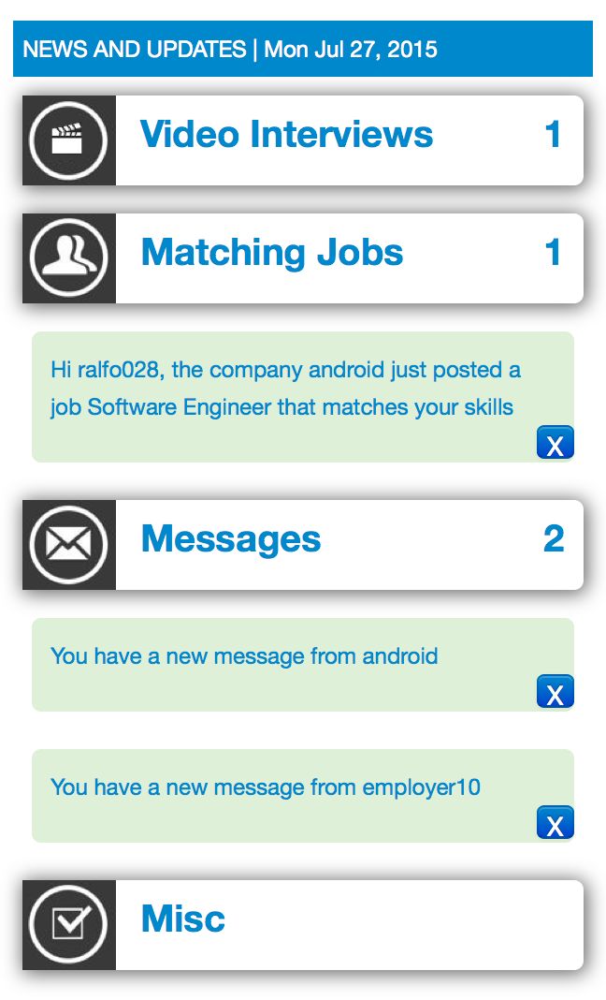 NEWS AND UPDATES | Mon Jul 27, 2015
Video Interviews 1
Matching Jobs 1
Hi ralfo028, the company android just posted a
job Software Engineer that matches your skills
X
Messages 2
You have a new message from android
X
You have a new message from employer10
X
Misc